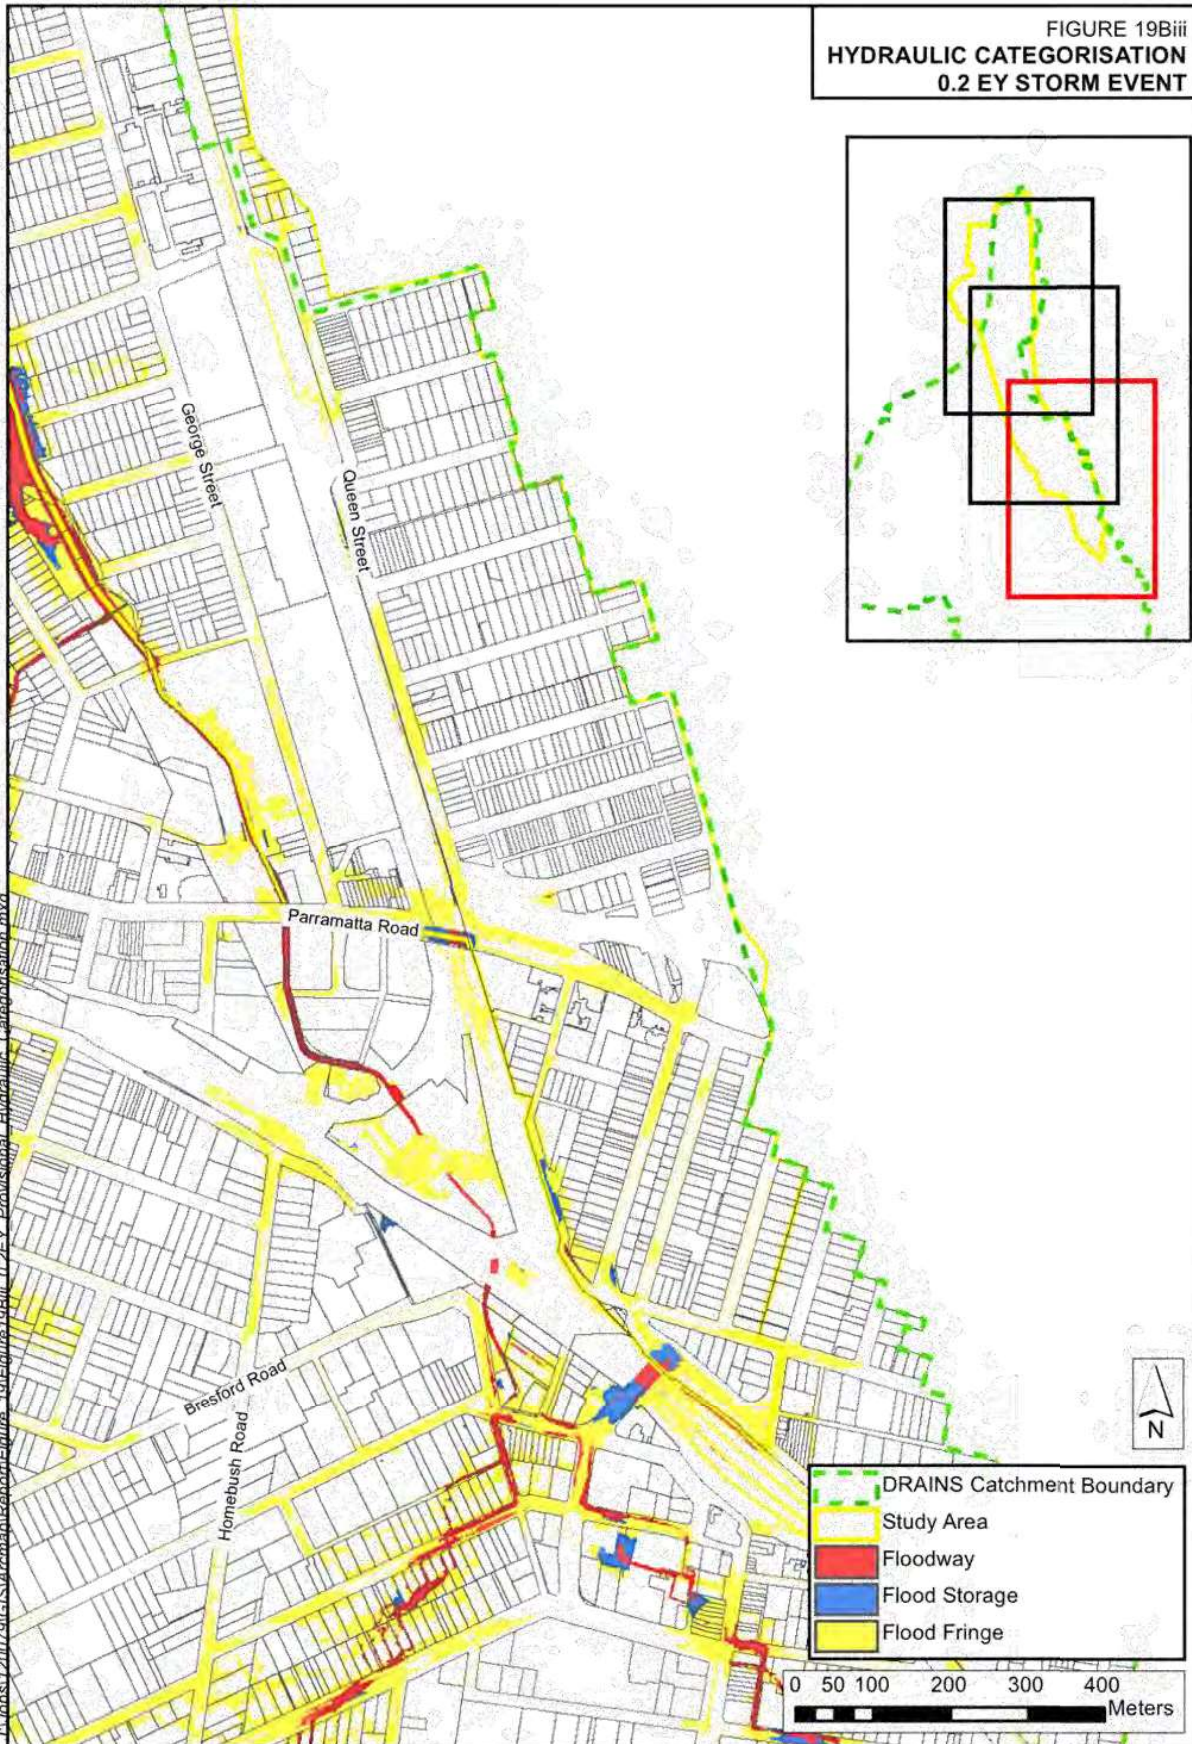 FIGURE 19Biii
HYDRAULIC CATEGORISATION
0.2 EY STORM EVENT
George Street
Queen Street
Parramatta Road
Bresford Road
Homebush Road
N
DRAINS Catchment Boundary
Study Area
Floodway
Flood Storage
Flood Fringe
0 50 100 200 300 400
Meters